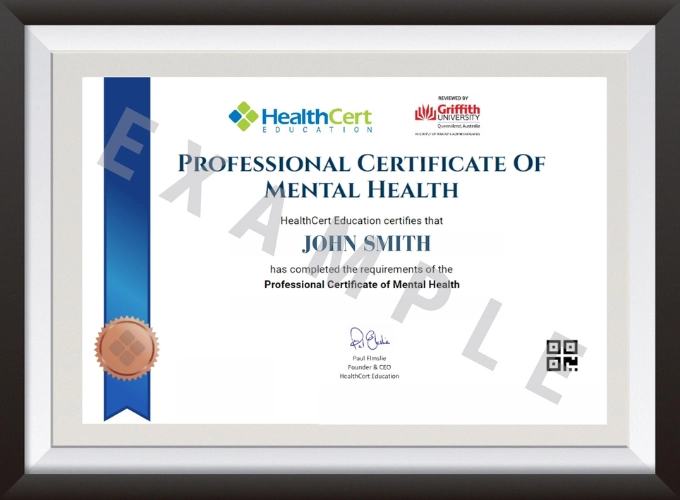 HealthCert
EDUCATION
REVIEWED BY
Griffith
UNIVERSITY
Queensland, Australia
PROFESSIONAL CERTIFICATE OF
MENTAL HEALTH
HealthCert Education certifies that
JOHN SMITH
has completed the requirements of the
Professional Certificate of Mental Health
Paul Elmslie
Founder & CEO
HealthCert Education
EXAMPLE